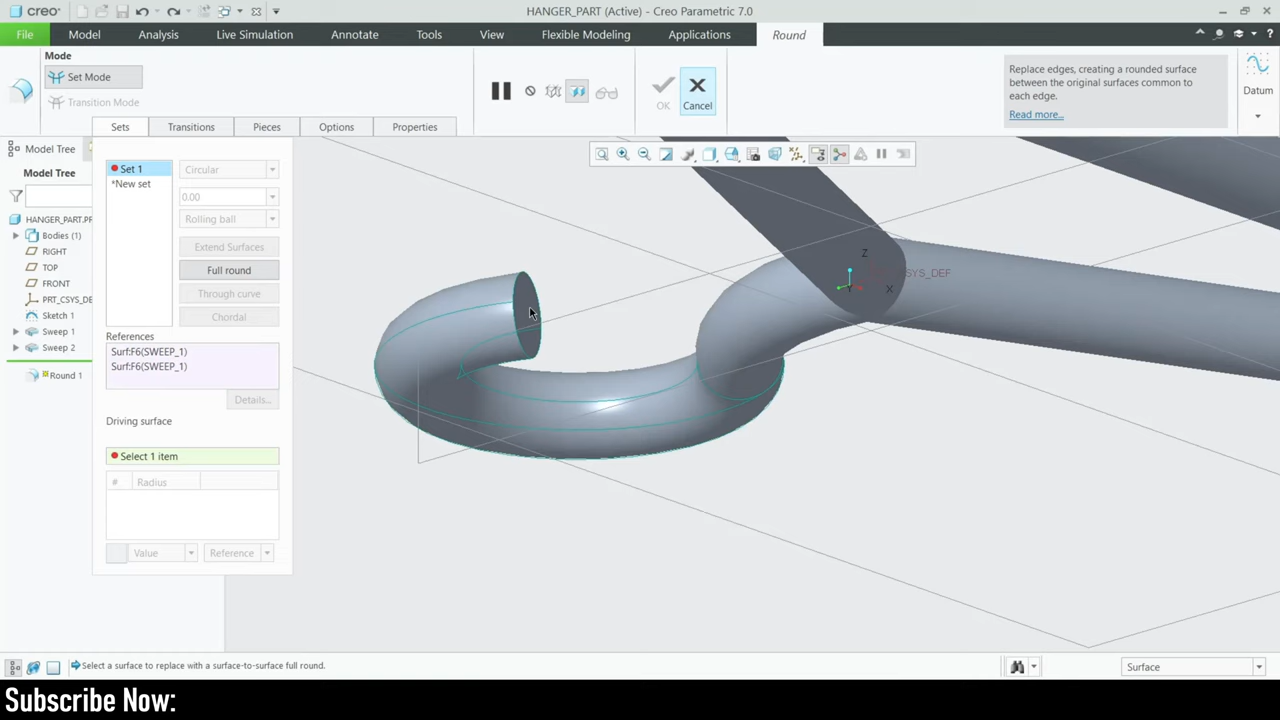 creo
HANGER_PART (Active) - Creo Parametric 7.0
File
Model
Analysis
Live Simulation
Annotate
Tools
View
Flexible Modeling
Applications
Round
Mode
Set Mode
Transition Mode
OK
Cancel
Replace edges, creating a rounded surface
between the original surfaces common to
each edge.
Read more...
Datum
Sets
Transitions
Pieces
Options
Properties
Model Tree
Model Tree
HANGER_PART.PR
Bodies (1)
RIGHT
TOP
FRONT
PRT_CSYS_DE
Sketch 1
Sweep 1
Sweep 2
*Round 1
Set 1
*New set
Circular
0.00
Rolling ball
Extend Surfaces
Full round
Through curve
Chordal
References
Surf:F6(SWEEP_1)
Surf:F6(SWEEP_1)
Details...
Driving surface
Select 1 item
# Radius
Value
Reference
Z
SYS_DEF
Y
X
Select a surface to replace with a surface-to-surface full round.
Surface
Subscribe Now: